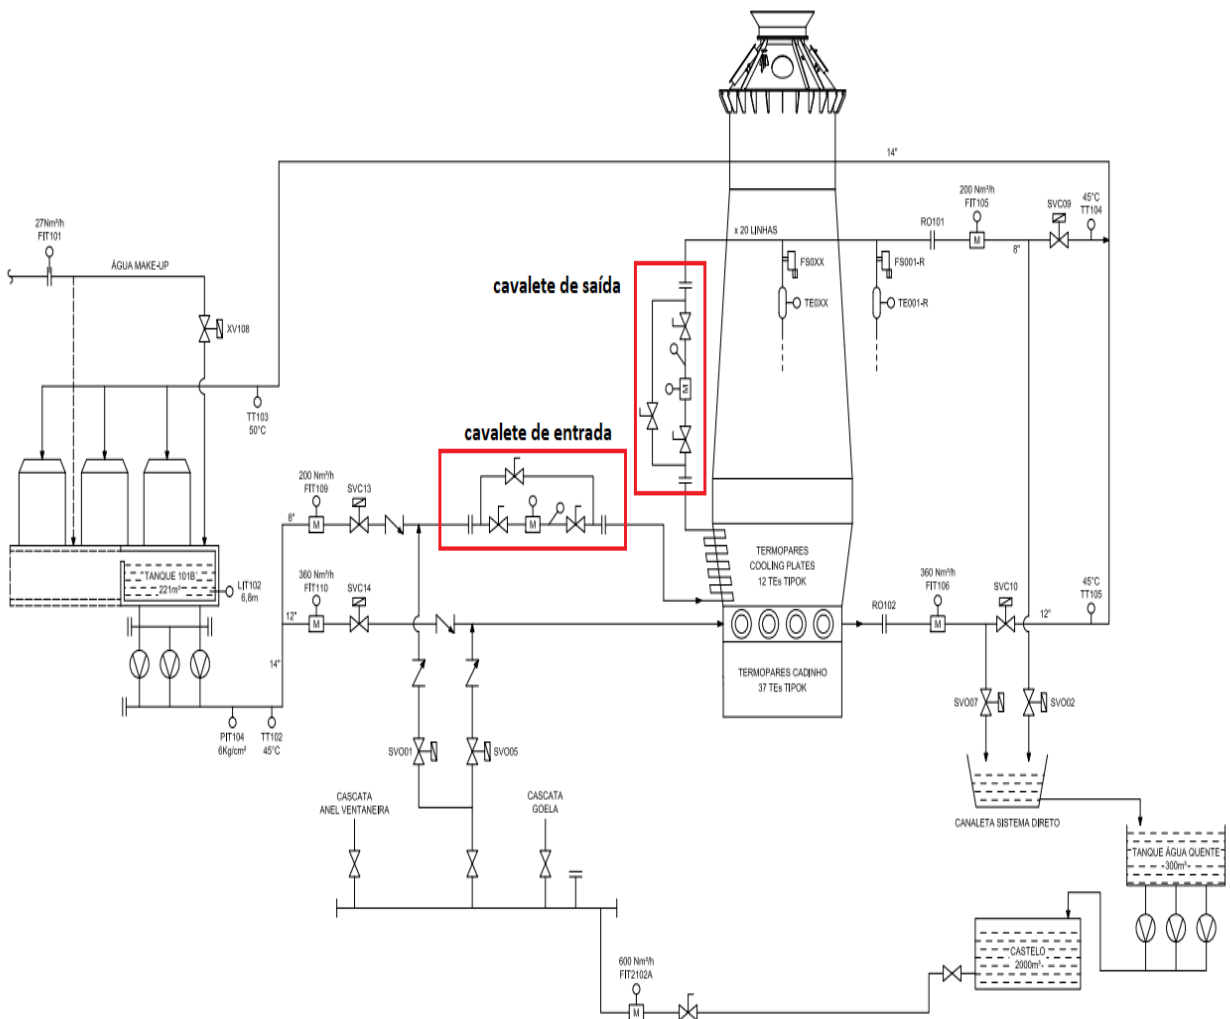 14"
200 Nm³/h
FIT105
SVC09
45°C
TT104
RO101
8"
x 20 LINHAS
27Nm³/h
FIT101
ÁGUA MAKE-UP
XV108
FS0XX
FS001-R
TE0XX
TE001-R
cavalete de saída
cavalete de entrada
TT103
50°C
200 Nm³/h
FIT109
SVC13
8"
TANQUE 101B
221m³
LIT102
6,8m
360 Nm³/h
FIT110
SVC14
12"
14"
TERMOPARES
COOLING PLATES
12 TEs TIPOK
TERMOPARES CADINHO
37 TEs TIPOK
RO102
360 Nm³/h
FIT106
SVC10
12"
45°C
TT105
PIT104
6Kg/cm²
TT102
45°C
SVO01
SVO05
SVO07
SVO02
CASCATA
ANEL VENTANEIRA
CASCATA
GOELA
CANALETA SISTEMA DIRETO
TANQUE ÁGUA QUENTE
300m³
CASTELO
2000m³
600 Nm³/h
FIT2102A
M
M
M
M
M
M
M